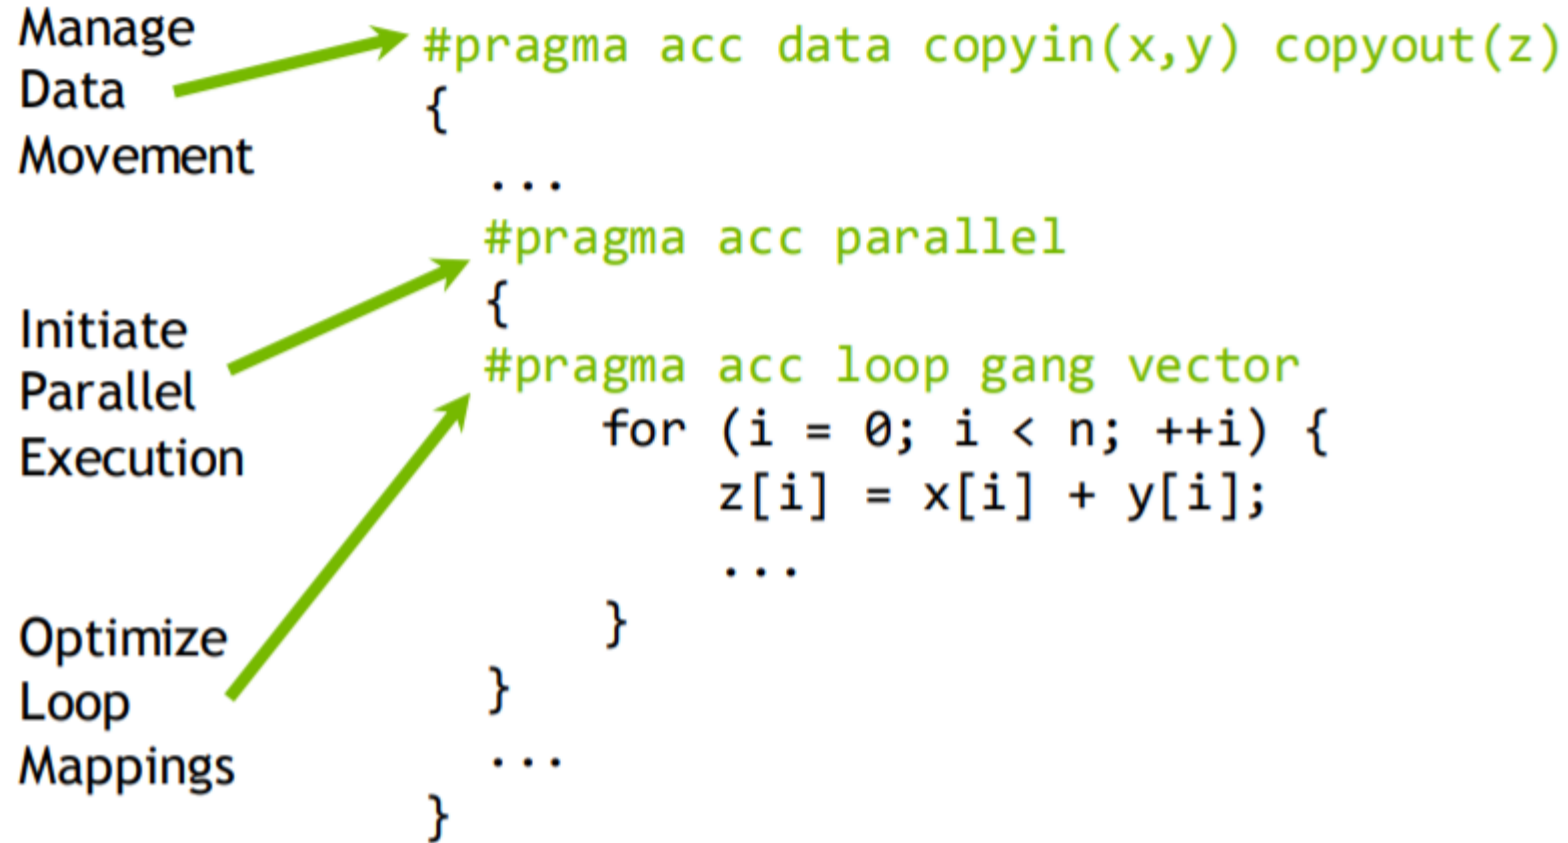 Manage
Data
Movement
#pragma acc data copyin(x,y) copyout(z)
{
...
#pragma acc parallel
{
#pragma acc loop gang vector
for (i = 0; i < n; ++i) {
z[i] = x[i] + y[i];
...
}
}
...
}
Initiate
Parallel
Execution
Optimize
Loop
Mappings